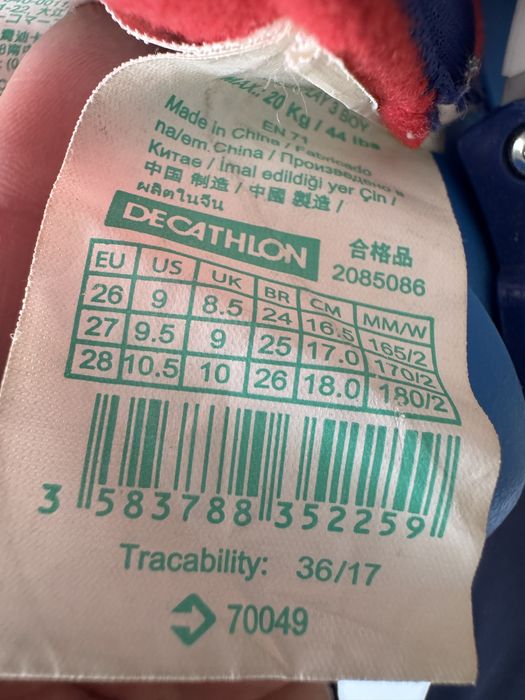 PLAY 3 BOY
Max. 20 Kg / 44 lbs
EN 71
Made in China / Fabricado
na/em China / Произведено в
Китае / İmal edildiği yer Çin /
中国 制造 / 中國 製造 /
ผลิตในจีน
DECATHLON
合格品
2085086
EU US UK BR CM MM/W
26 9 8.5 24 16.5 165/2
27 9.5 9 25 17.0 170/2
28 10.5 10 26 18.0 180/2
3 583788 352259
Tracability: 36/17
70049